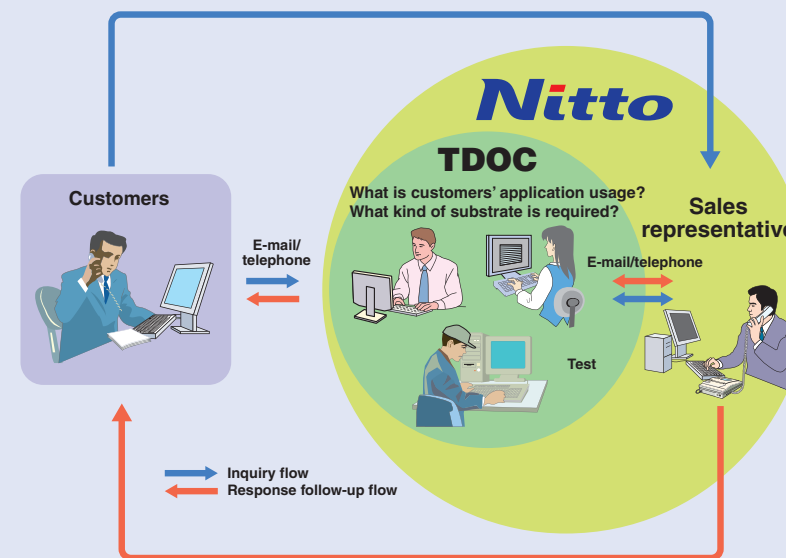 Nitto
TDOC
What is customers' application usage?
What kind of substrate is required?
Customers
Sales
representative
E-mail/
telephone
E-mail/telephone
Test
Inquiry flow
Response follow-up flow